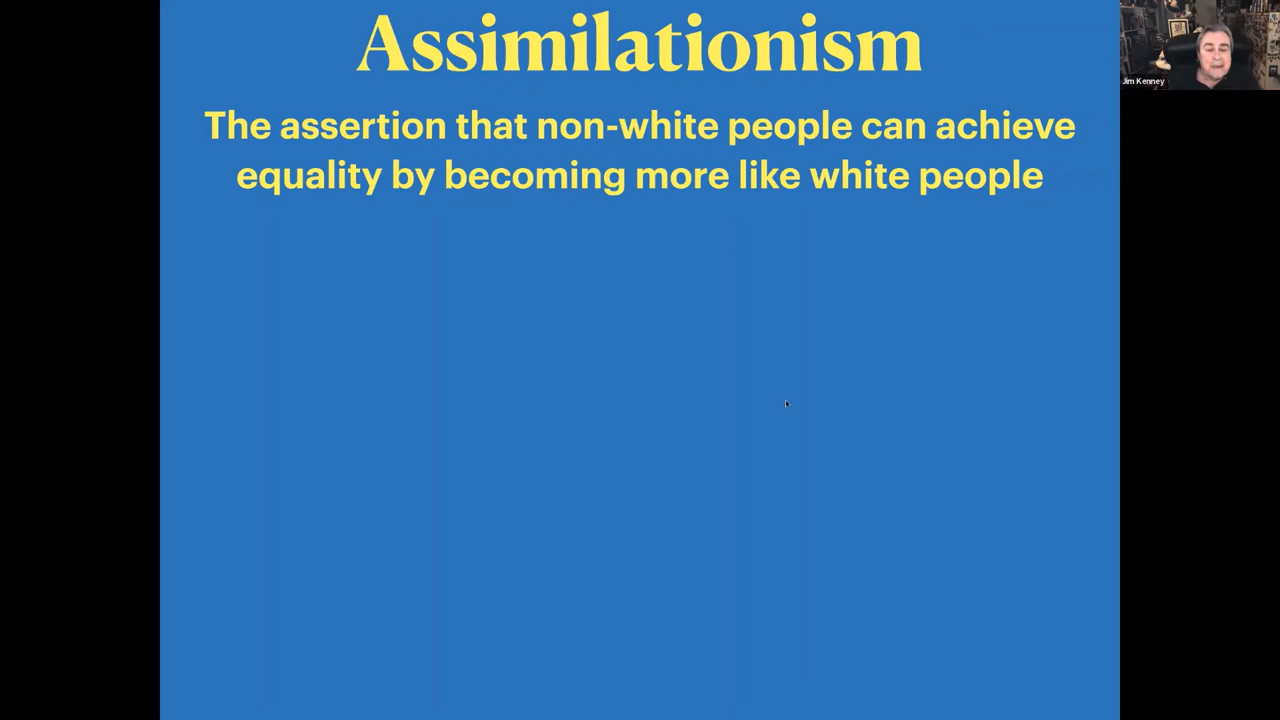 Assimilationism
The assertion that non-white people can achieve
equality by becoming more like white people
Jim Kenney